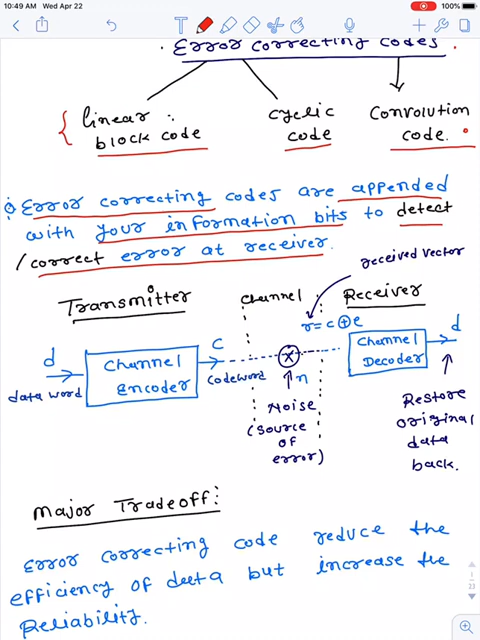 10:49 AM Wed Apr 22
100%
Error correcting codes.
linear
block code
cyclic
code
Convolution
code.
Error correcting codes are appended
with your information bits to detect
/correct error at receiver.
received vector
Transmitter
Channel
Receiver
r = c ⊕ e
d
Channel
Encoder
C
Channel
Decoder
d
data word
codeword
n
Noise
(source
of
error)
Restore
original
data
back.
Major Tradeoff:
Error correcting code reduce the
efficiency of data but increase the
Reliability.
1
23